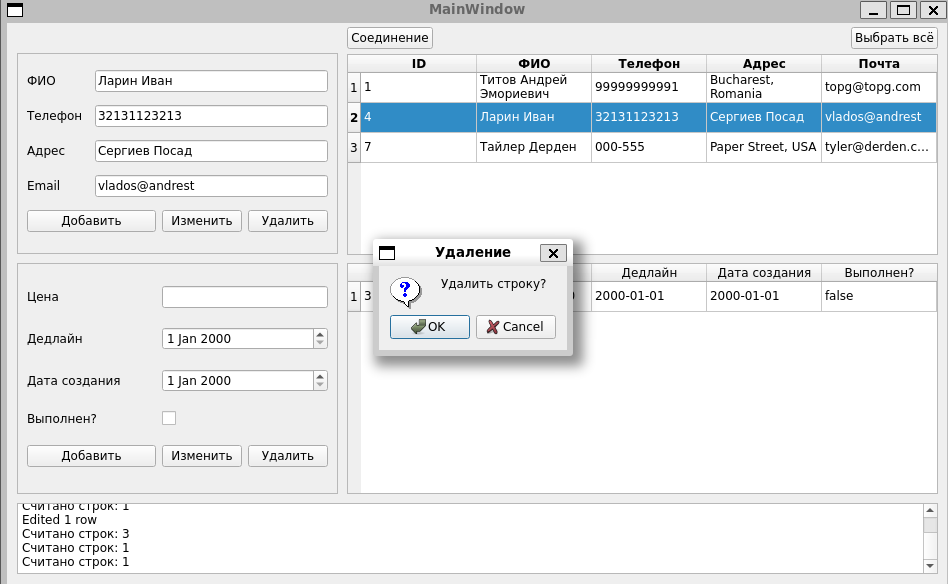 MainWindow
Соединение
Выбрать всё
ФИО
Ларин Иван
Телефон
32131123213
Адрес
Сергиев Посад
Email
vlados@andrest
Добавить
Изменить
Удалить
ID
ФИО
Телефон
Адрес
Почта
1
1
Титов Андрей
Эмориевич
99999999991
Bucharest,
Romania
topg@topg.com
2
4
Ларин Иван
32131123213
Сергиев Посад
vlados@andrest
3
7
Тайлер Дерден
000-555
Paper Street, USA
tyler@derden.c...
Удаление
Удалить строку?
OK
Cancel
Цена
Дедлайн
1 Jan 2000
Дата создания
1 Jan 2000
Выполнен?
Добавить
Изменить
Удалить
Дедлайн
Дата создания
Выполнен?
1
3
2000-01-01
2000-01-01
false
Считано строк: 1
Edited 1 row
Считано строк: 3
Считано строк: 1
Считано строк: 1